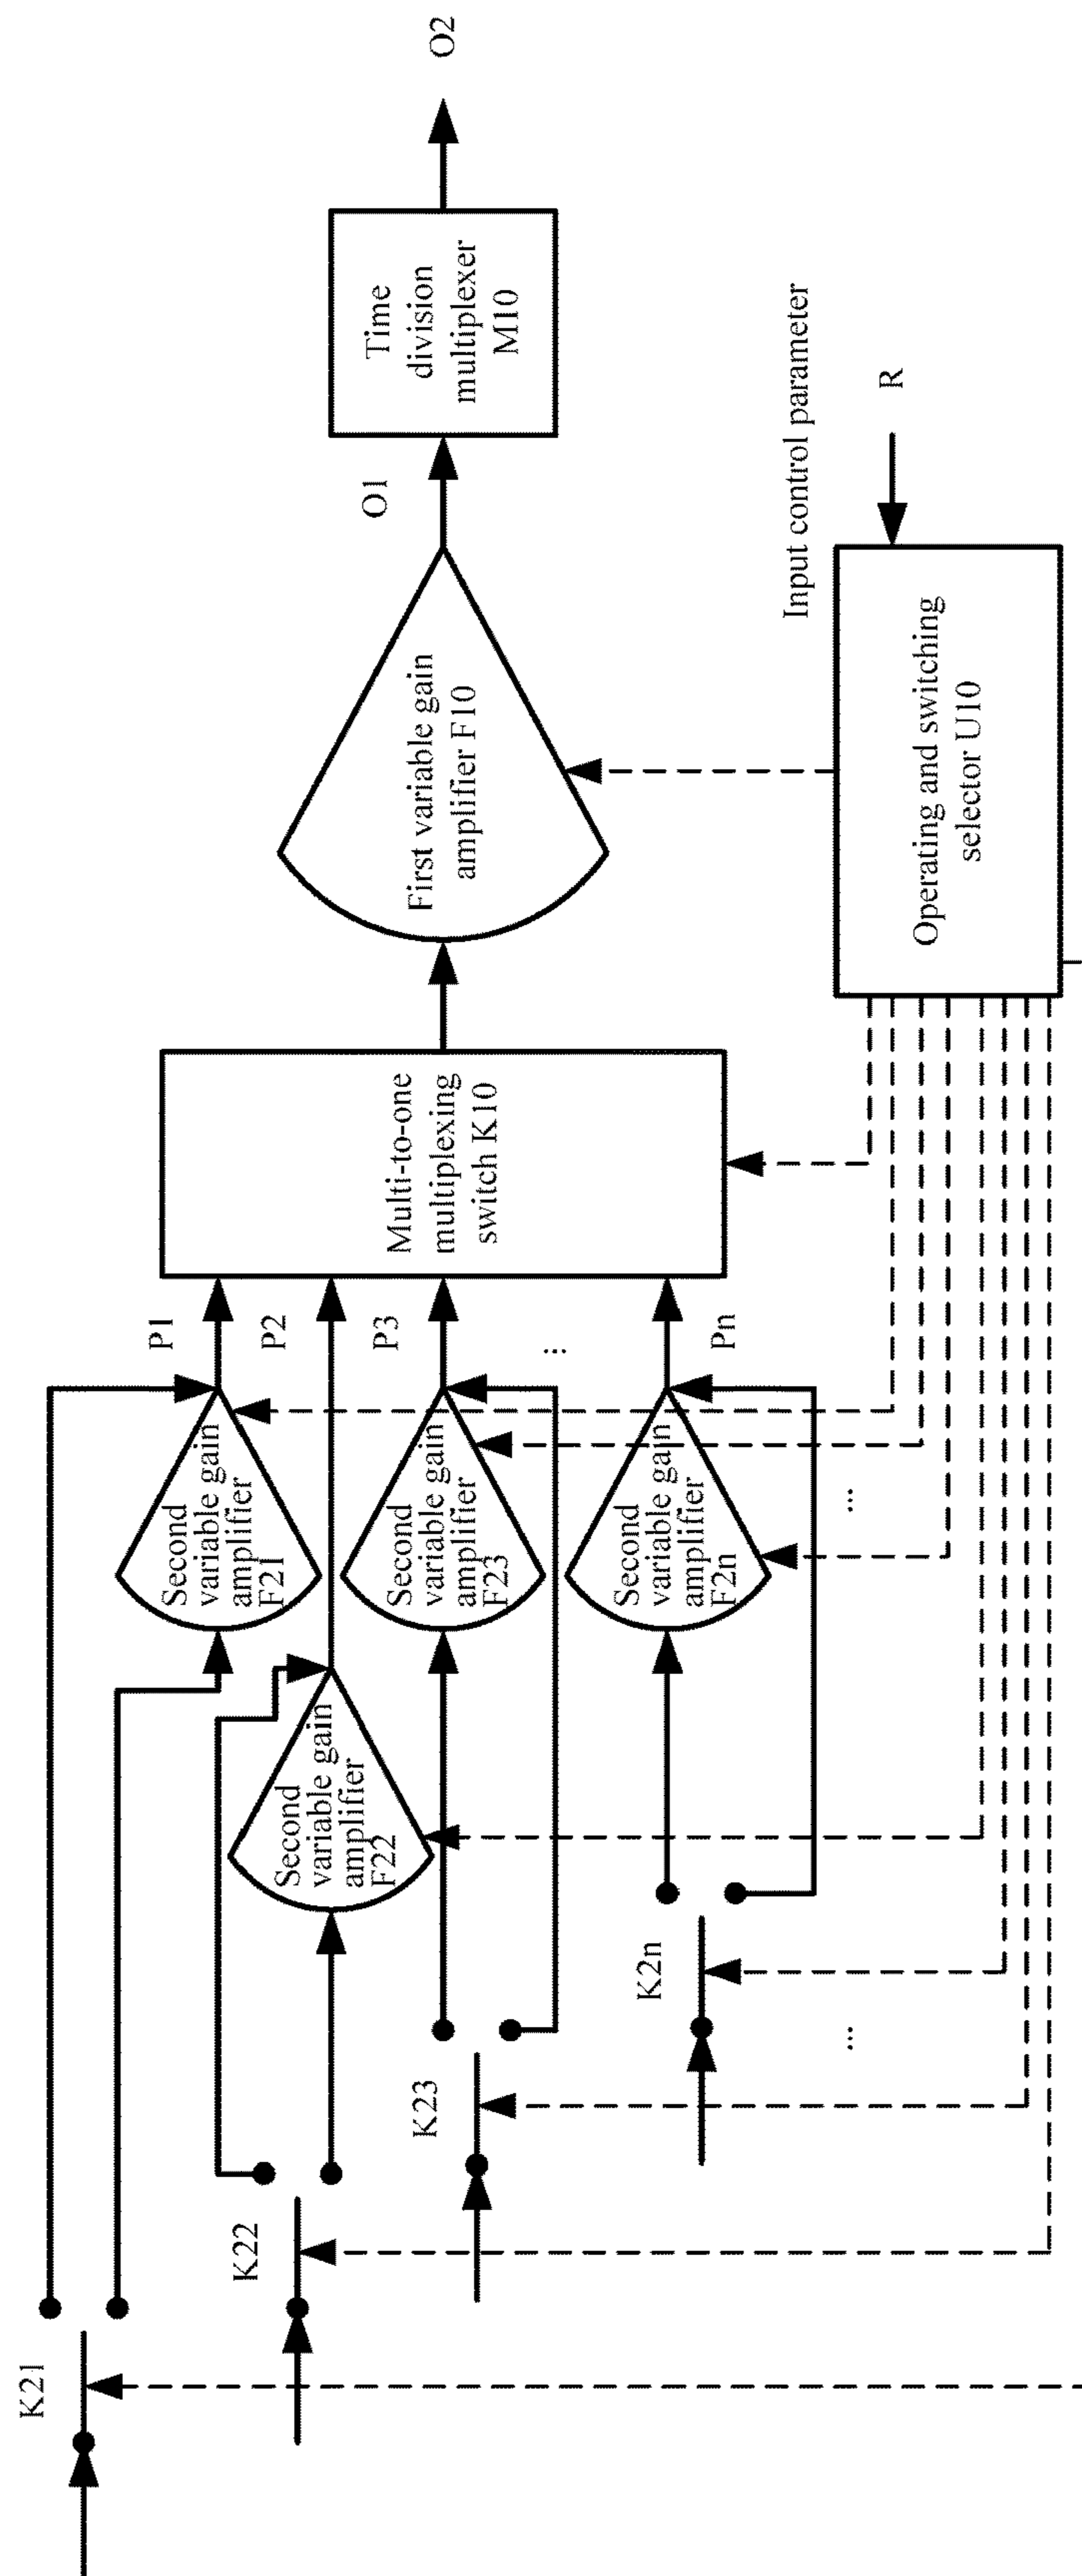 K21
K22
K23
K2n
...
Second
variable gain
amplifier
F21
Second
variable gain
amplifier
F22
Second
variable gain
amplifier
F23
Second
variable gain
amplifier
F2n
...
P1
P2
P3
...
Pn
Multi-to-one
multiplexing
switch K10
First variable gain
amplifier F10
O1
Time
division
multiplexer
M10
O2
Operating and switching
selector U10
Input control parameter
R